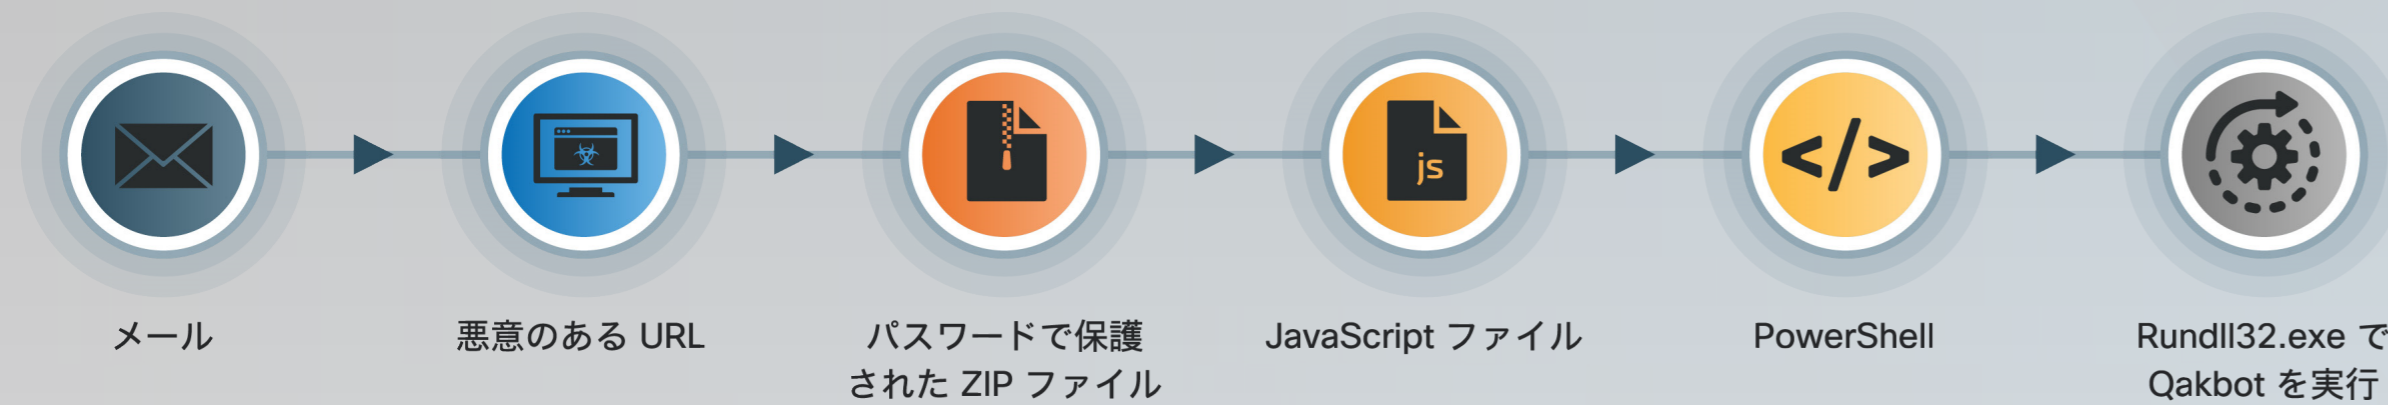 js
</>
メール
悪意のある URL
パスワードで保護
された ZIP ファイル
JavaScript ファイル
PowerShell
Rundll32.exe で
Qakbot を実行